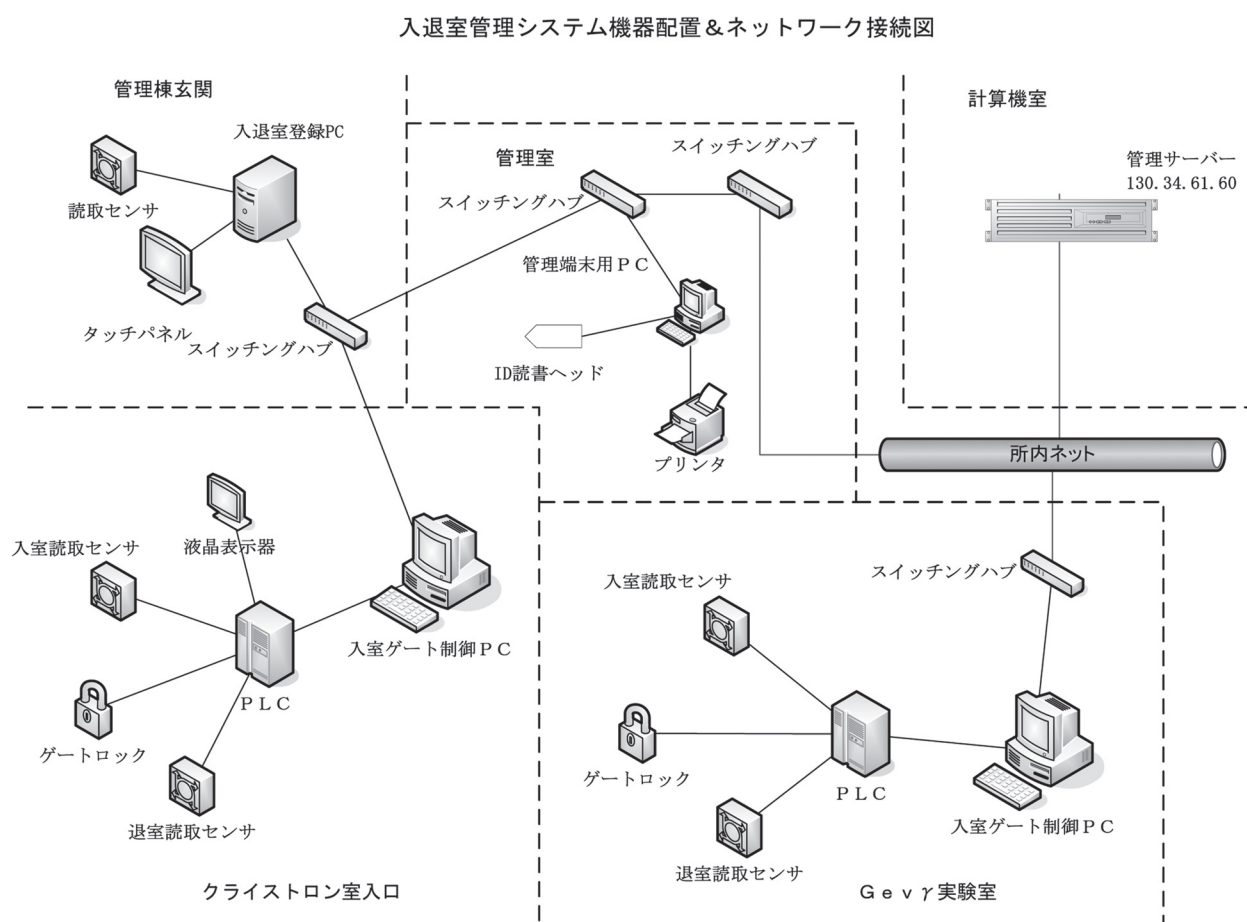 入退室管理システム機器配置＆ネットワーク接続図
管理棟玄関
入退室登録PC
読取センサ
タッチパネル
スイッチングハブ
管理室
スイッチングハブ
スイッチングハブ
管理端末用ＰＣ
ID読書ヘッド
プリンタ
計算機室
管理サーバー
130.34.61.60
所内ネット
液晶表示器
入室読取センサ
入室ゲート制御ＰＣ
ＰＬＣ
ゲートロック
退室読取センサ
クライストロン室入口
スイッチングハブ
入室読取センサ
ゲートロック
ＰＬＣ
入室ゲート制御ＰＣ
退室読取センサ
Ｇｅｖγ実験室